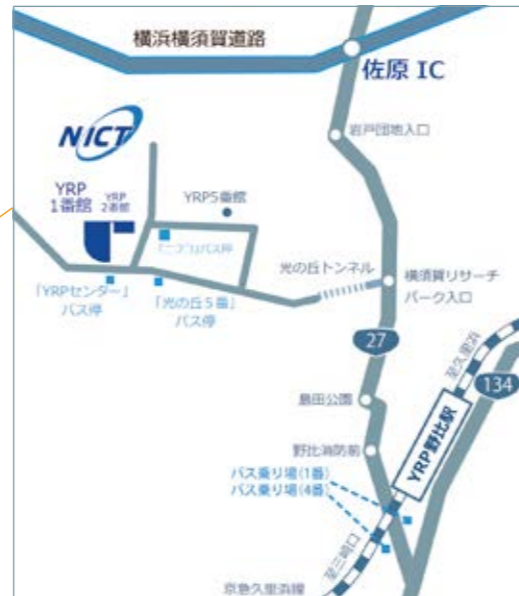 横浜横須賀道路
佐原 IC
NICT
岩戸団地入口
YRP
1番館
YRP
2番館
YRP5番館
バス停
光の丘トンネル
横須賀リサーチ
パーク入口
「YRPセンター」
バス停
「光の丘5番」
バス停
27
至久里浜
134
島田公園
YRP野比駅
野比消防前
バス乗り場(1番)
バス乗り場(4番)
至三崎口
京急久里浜線